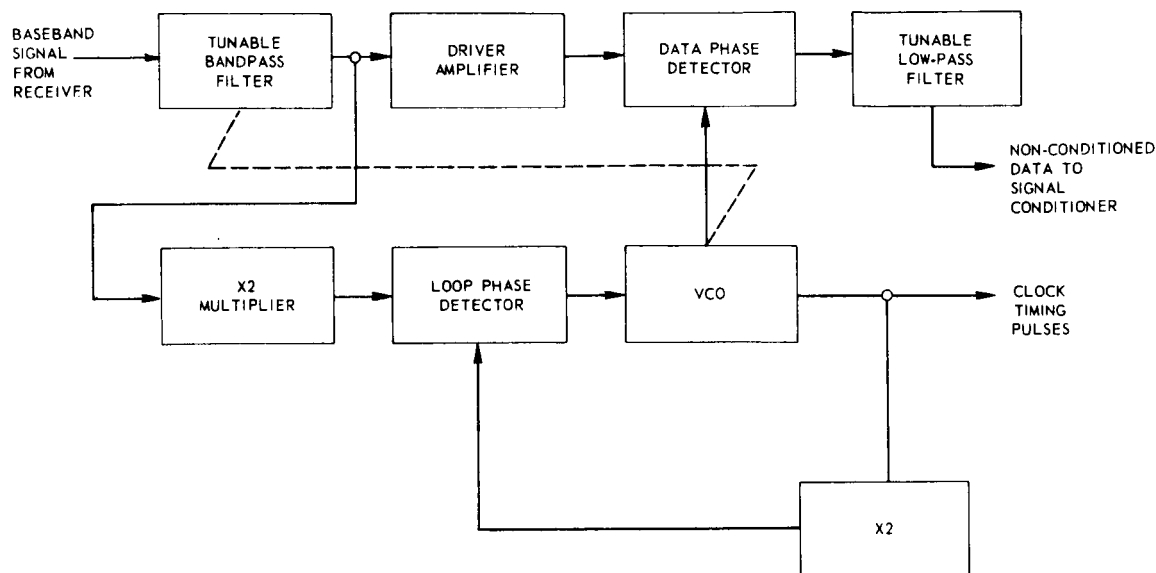 BASEBAND
SIGNAL
FROM
RECEIVER
TUNABLE
BANDPASS
FILTER
DRIVER
AMPLIFIER
DATA PHASE
DETECTOR
TUNABLE
LOW-PASS
FILTER
NON-CONDITIONED
DATA TO
SIGNAL
CONDITIONER
X2
MULTIPLIER
LOOP PHASE
DETECTOR
VCO
CLOCK
TIMING
PULSES
X2